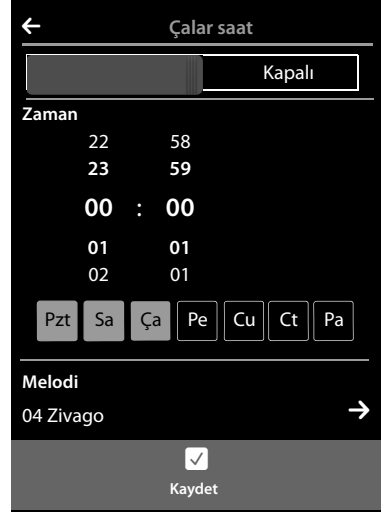 Çalar saat
Kapalı
Zaman
22 58
23 59
00 : 00
01 01
02 01
Pzt Sa Ça Pe Cu Ct Pa
Melodi
04 Zivago
Kaydet